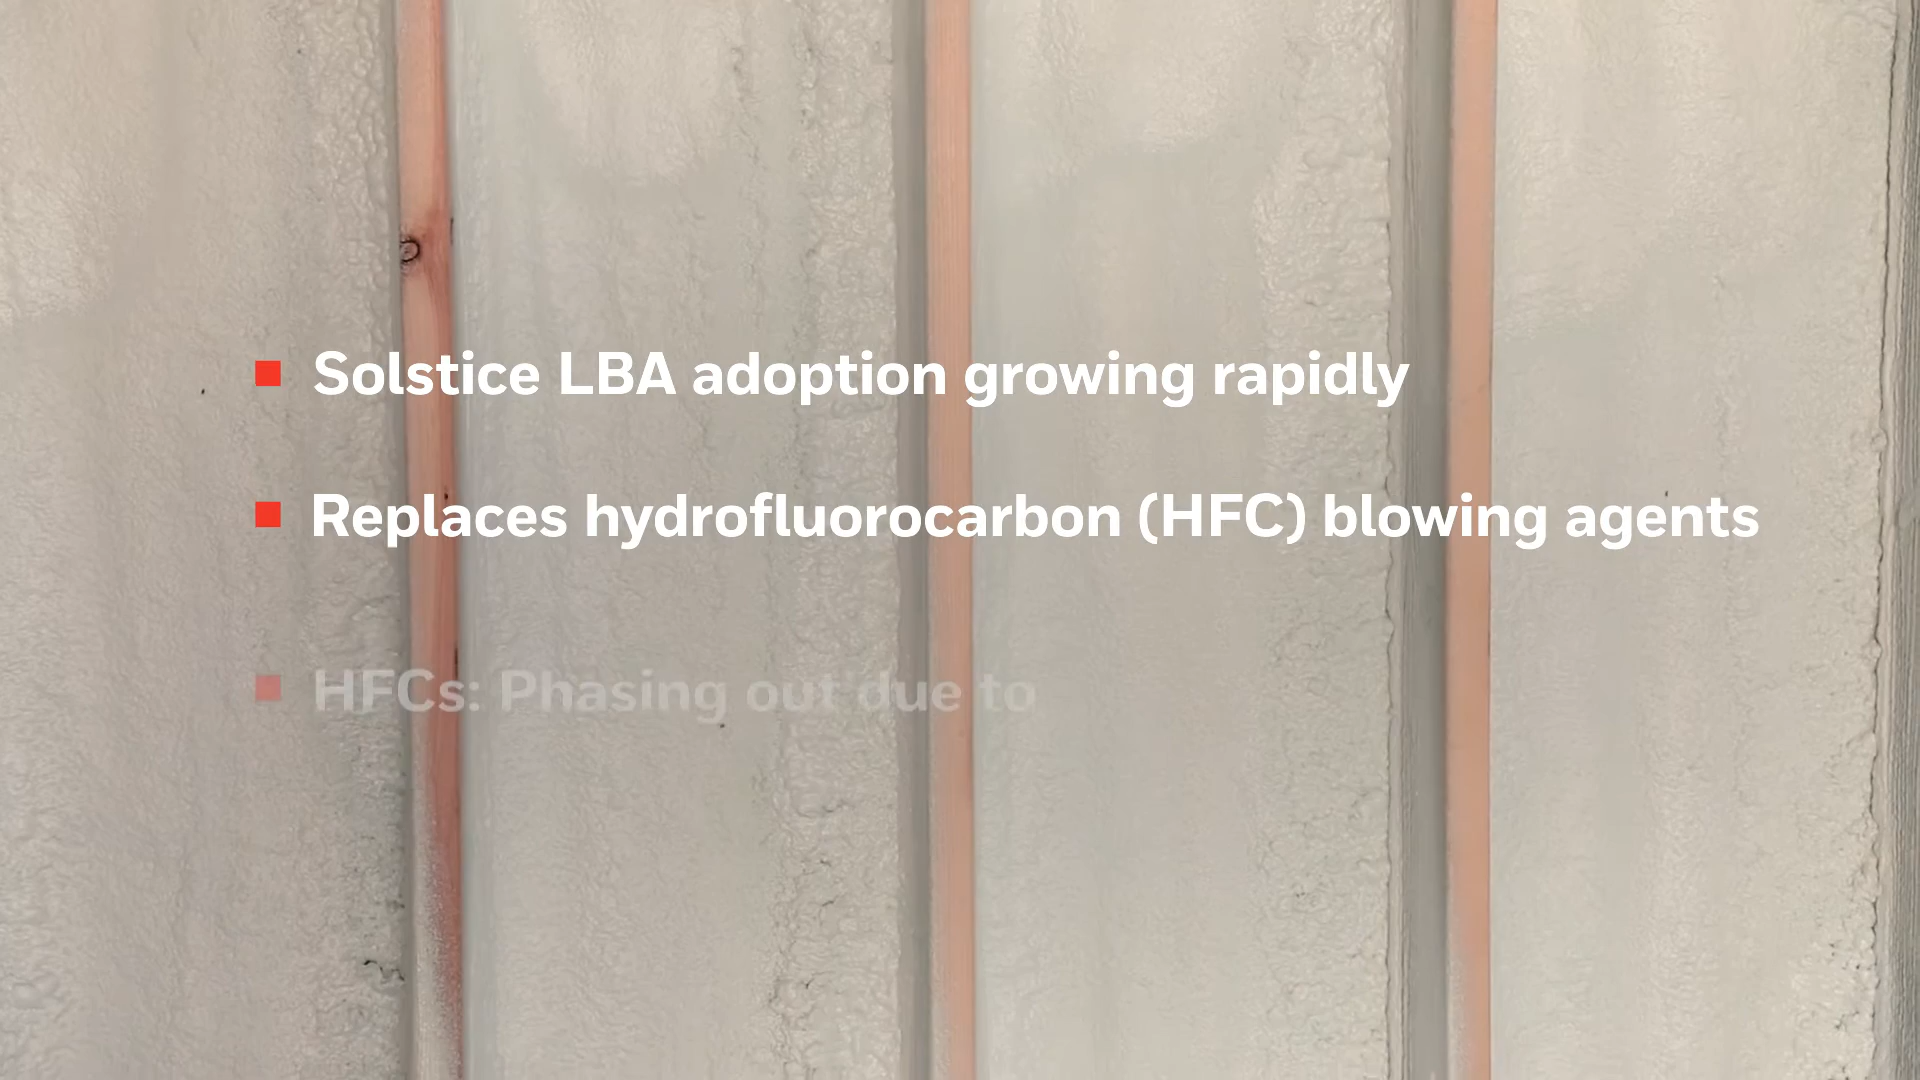 Solstice LBA adoption growing rapidly
Replaces hydrofluorocarbon (HFC) blowing agents
HFCs: Phasing out due to